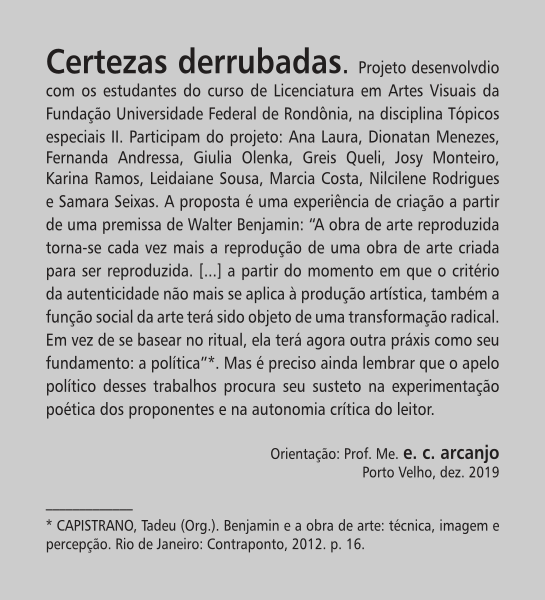 Certezas derrubadas. Projeto desenvolvdio
com os estudantes do curso de Licenciatura em Artes Visuais da
Fundação Universidade Federal de Rondônia, na disciplina Tópicos
especiais II. Participam do projeto: Ana Laura, Dionatan Menezes,
Fernanda Andressa, Giulia Olenka, Greis Queli, Josy Monteiro,
Karina Ramos, Leidaiane Sousa, Marcia Costa, Nilcilene Rodrigues
e Samara Seixas. A proposta é uma experiência de criação a partir
de uma premissa de Walter Benjamin: “A obra de arte reproduzida
torna-se cada vez mais a reprodução de uma obra de arte criada
para ser reproduzida. [...] a partir do momento em que o critério
da autenticidade não mais se aplica à produção artística, também a
função social da arte terá sido objeto de uma transformação radical.
Em vez de se basear no ritual, ela terá agora outra práxis como seu
fundamento: a política”*. Mas é preciso ainda lembrar que o apelo
político desses trabalhos procura seu susteto na experimentação
poética dos proponentes e na autonomia crítica do leitor.
Orientação: Prof. Me. e. c. arcanjo
Porto Velho, dez. 2019
* CAPISTRANO, Tadeu (Org.). Benjamin e a obra de arte: técnica, imagem e
percepção. Rio de Janeiro: Contraponto, 2012. p. 16.